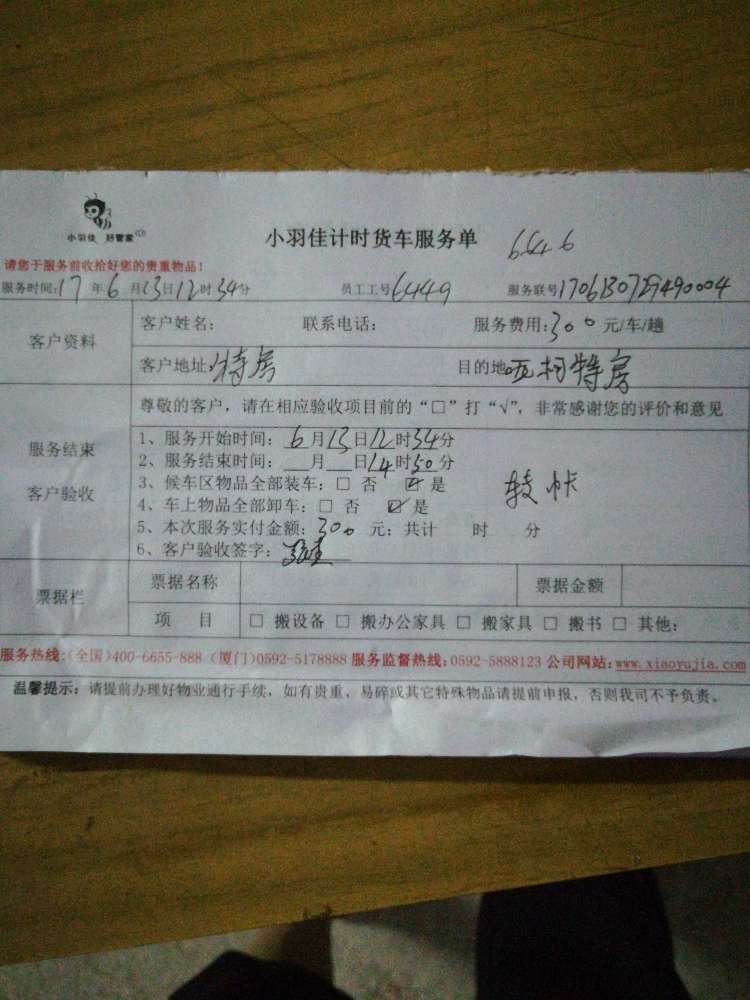 小羽佳 好管家
小羽佳计时货车服务单 6646
请您于服务前收拾好您的贵重物品！
服务时间：17年6月13日12时34分 员工工号6449 服务联号1706130729490004
客户资料
客户姓名： 联系电话： 服务费用：300元/车/趟
客户地址：特房 目的地 特房
服务结束
客户验收
尊敬的客户，请在相应验收项目前的“□”打“√”，非常感谢您的评价和意见
1、服务开始时间：6月13日12时34分
2、服务结束时间：__月__日14时50分
3、候车区物品全部装车：□ 否 ☑ 是
4、车上物品全部卸车：□ 否 ☑ 是
转帐
5、本次服务实付金额：300元；共计 时 分
6、客户验收签字：
票据栏
票据名称 票据金额
项 目 □ 搬设备 □ 搬办公家具 □ 搬家具 □ 搬书 □ 其他：
服务热线：(全国)400-6655-888 (厦门)0592-5178888 服务监督热线：0592-5888123 公司网站：www.xiaoyujia.com
温馨提示：请提前办理好物业通行手续，如有贵重、易碎或其它特殊物品请提前申报，否则我司不予负责。